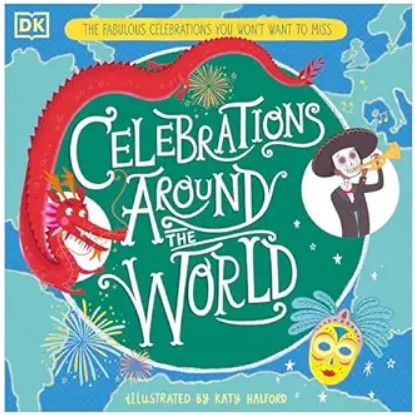 DK
THE FABULOUS CELEBRATIONS YOU WON'T WANT TO MISS
CELEBRATIONS
AROUND
THE
WORLD
ILLUSTRATED BY KATY HALFORD